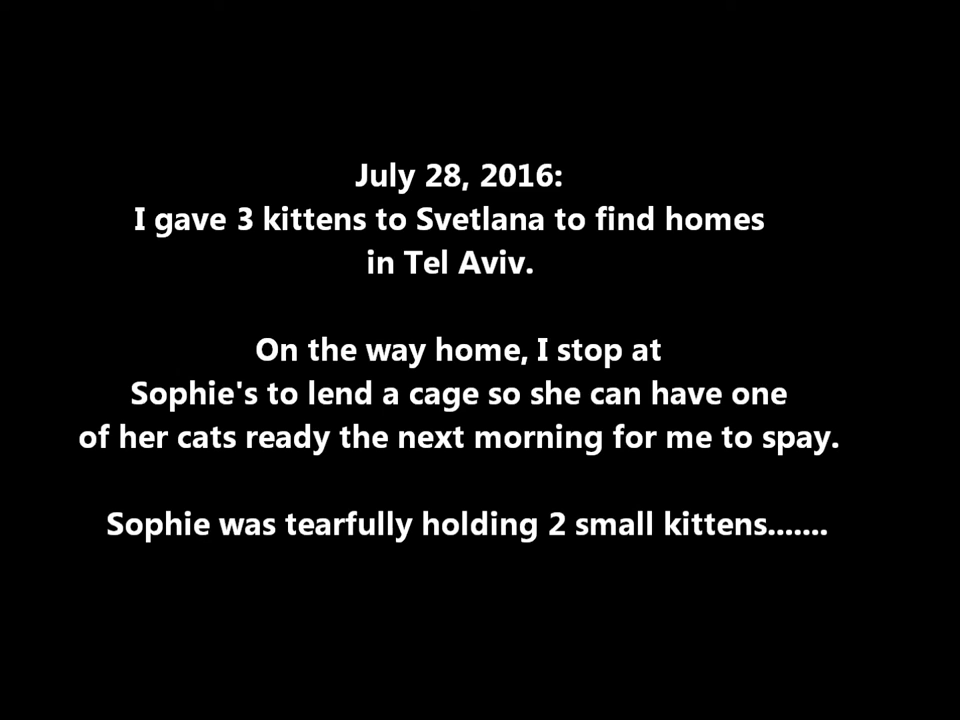 July 28, 2016:
I gave 3 kittens to Svetlana to find homes
in Tel Aviv.
On the way home, I stop at
Sophie's to lend a cage so she can have one
of her cats ready the next morning for me to spay.
Sophie was tearfully holding 2 small kittens.......